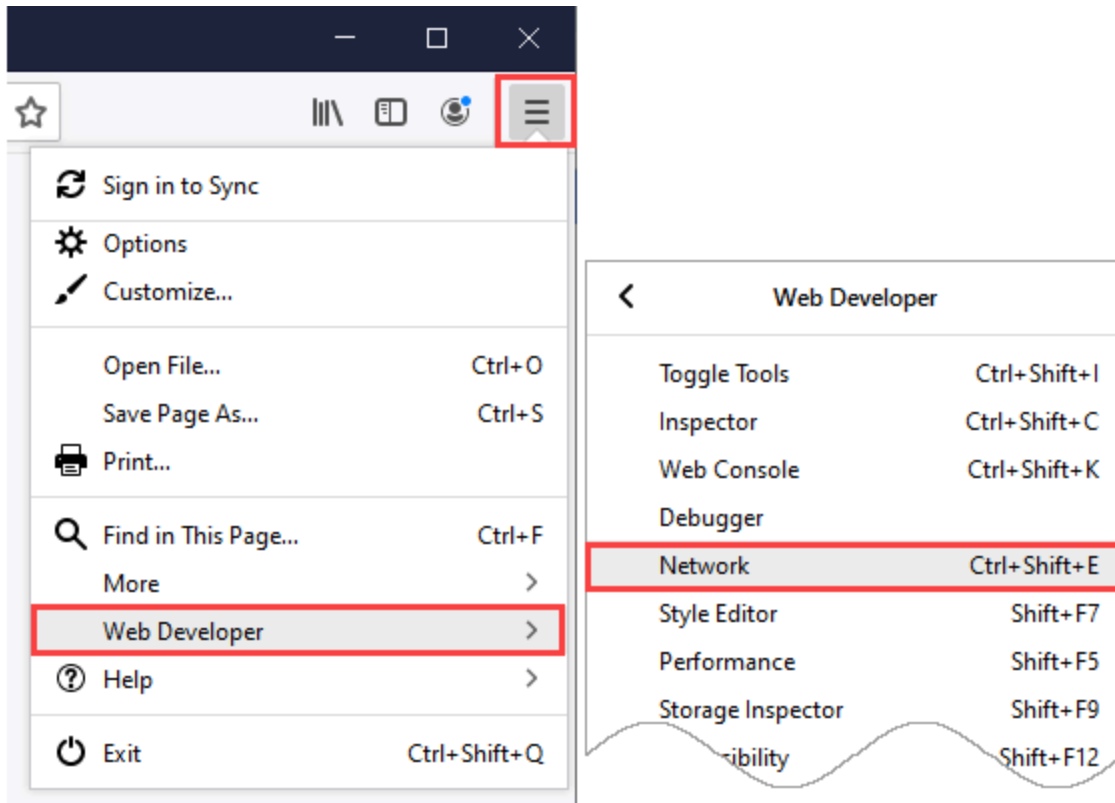 Sign in to Sync
Options
Customize...
Open File... Ctrl+O
Save Page As... Ctrl+S
Print...
Find in This Page... Ctrl+F
More
Web Developer
Help
Exit Ctrl+Shift+Q
Web Developer
Toggle Tools Ctrl+Shift+I
Inspector Ctrl+Shift+C
Web Console Ctrl+Shift+K
Debugger
Network Ctrl+Shift+E
Style Editor Shift+F7
Performance Shift+F5
Storage Inspector Shift+F9
sibility Shift+F12